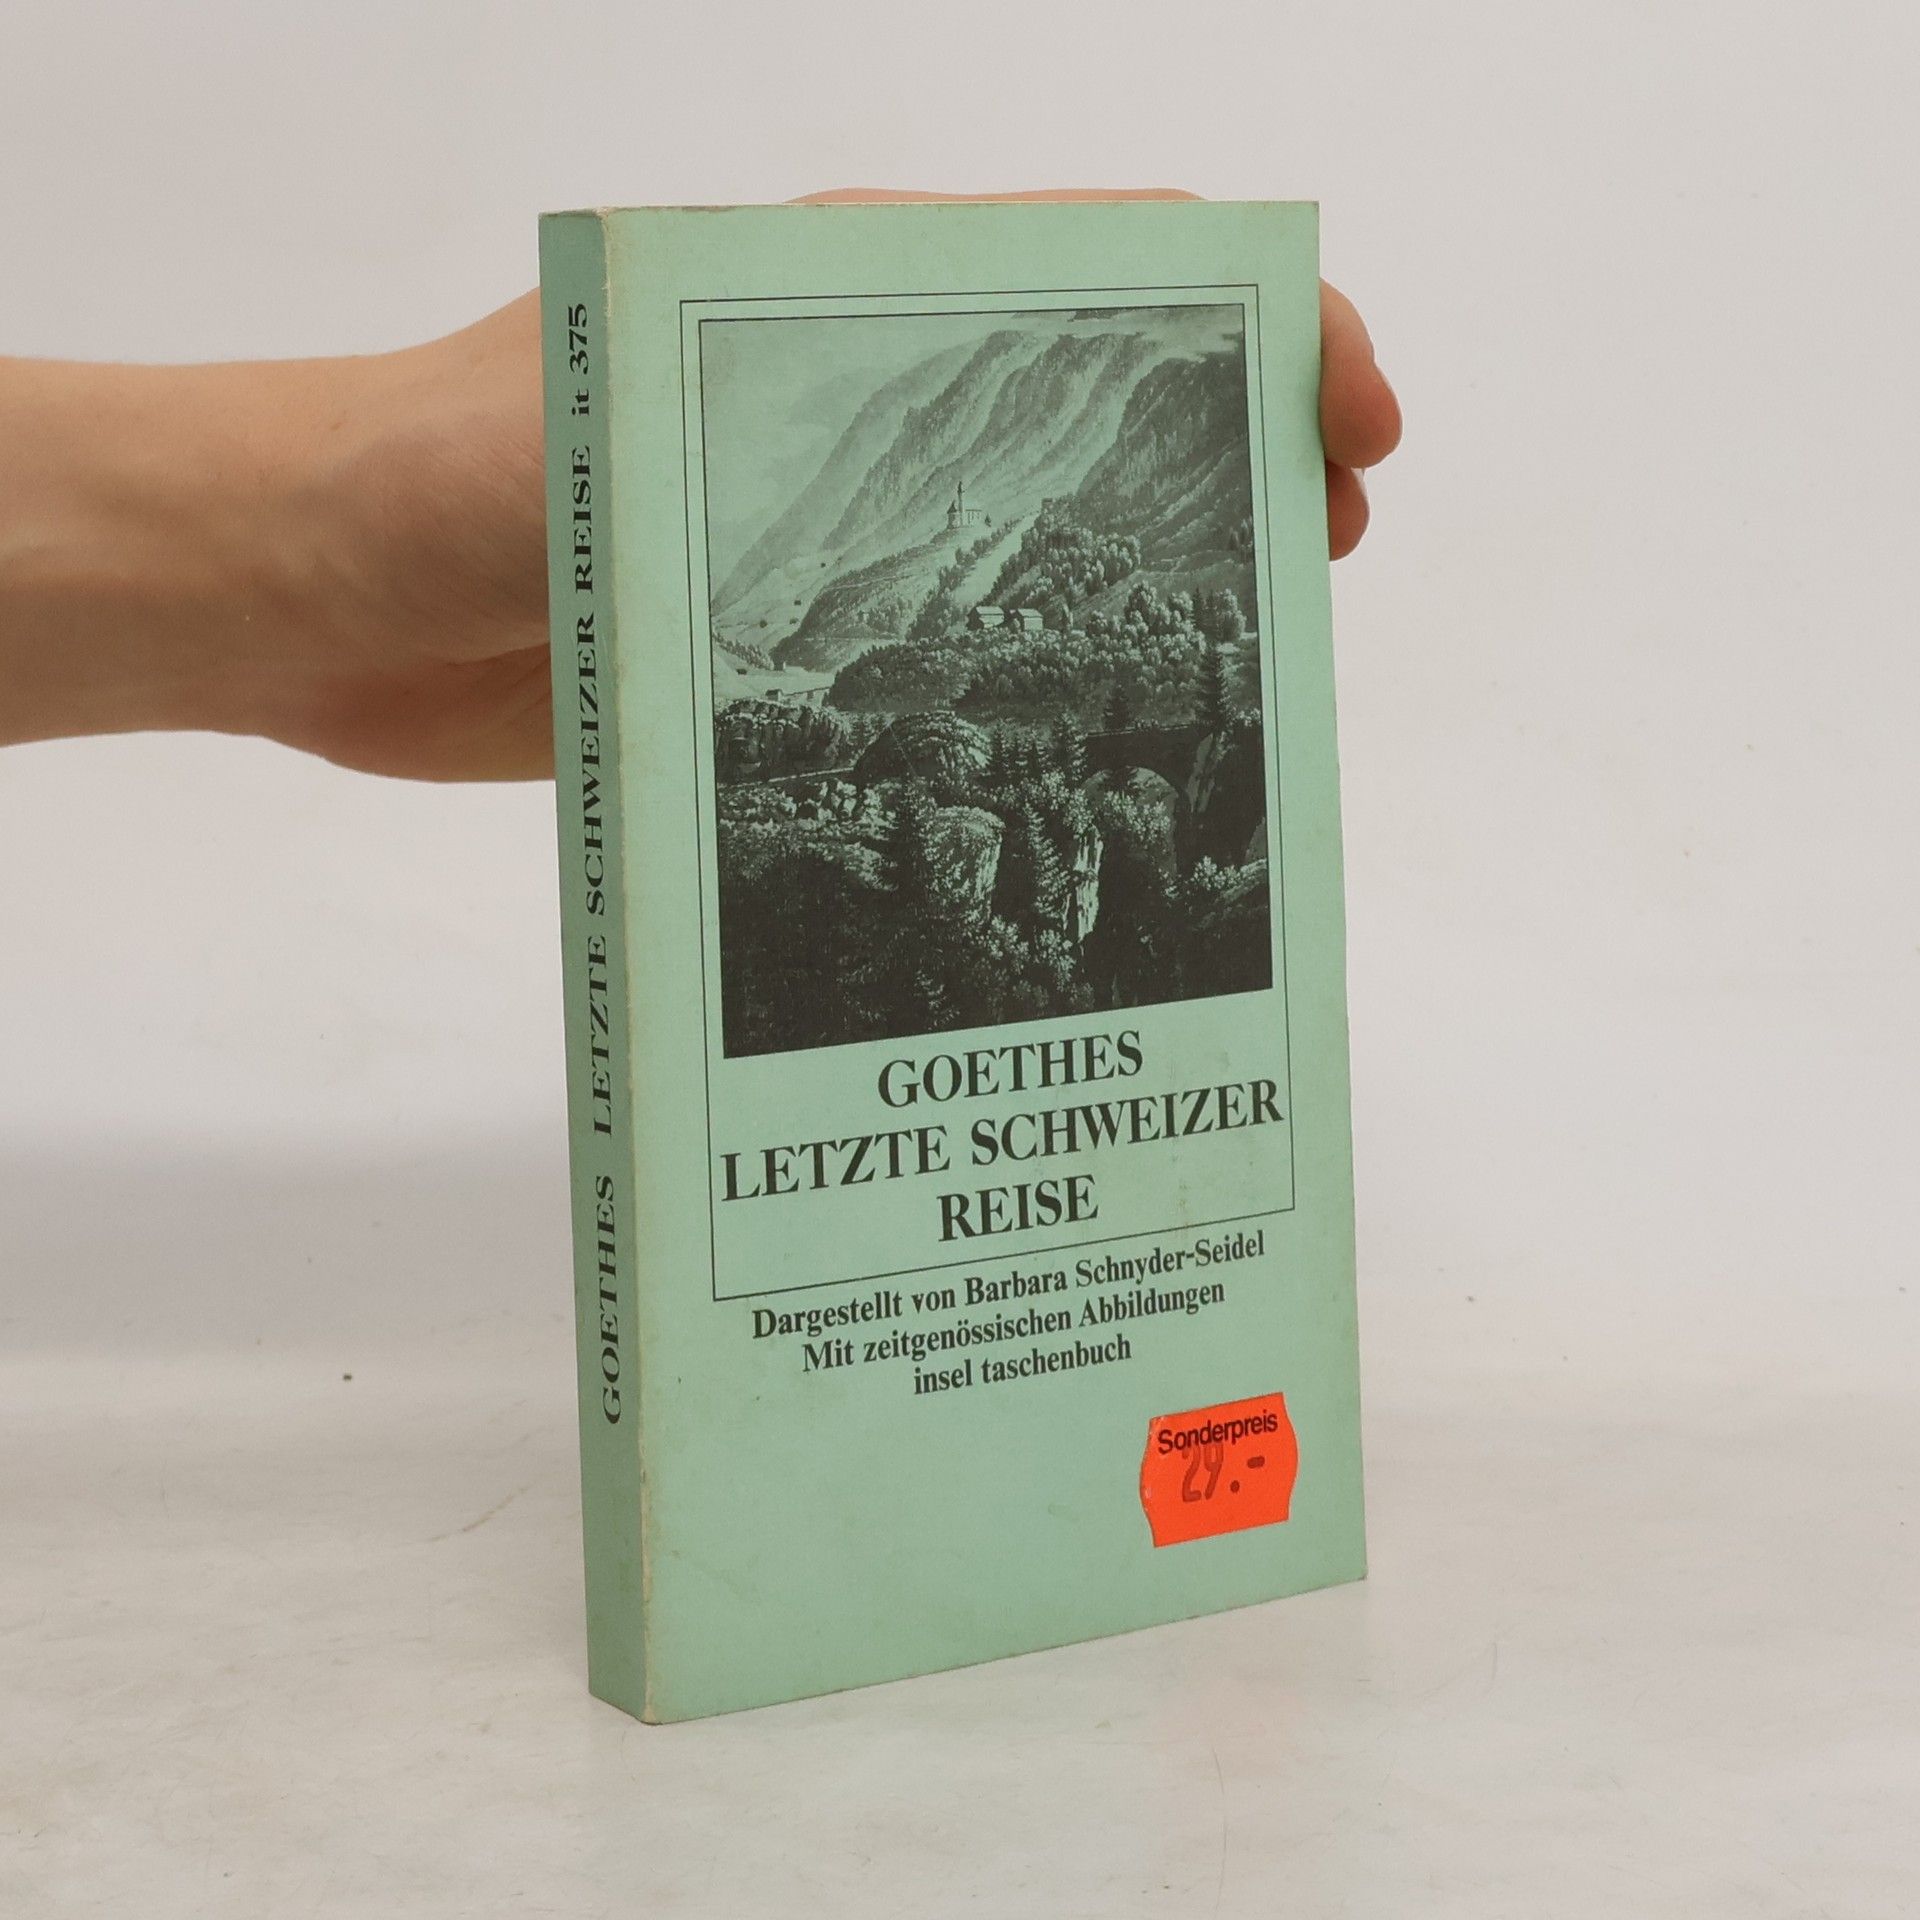 GOETHES LETZTE SCHWEIZER REISE it 375
GOETHES
LETZTE SCHWEIZER
REISE
Dargestellt von Barbara Schnyder-Seidel
Mit zeitgenössischen Abbildungen
insel taschenbuch
Sonderpreis
29.-